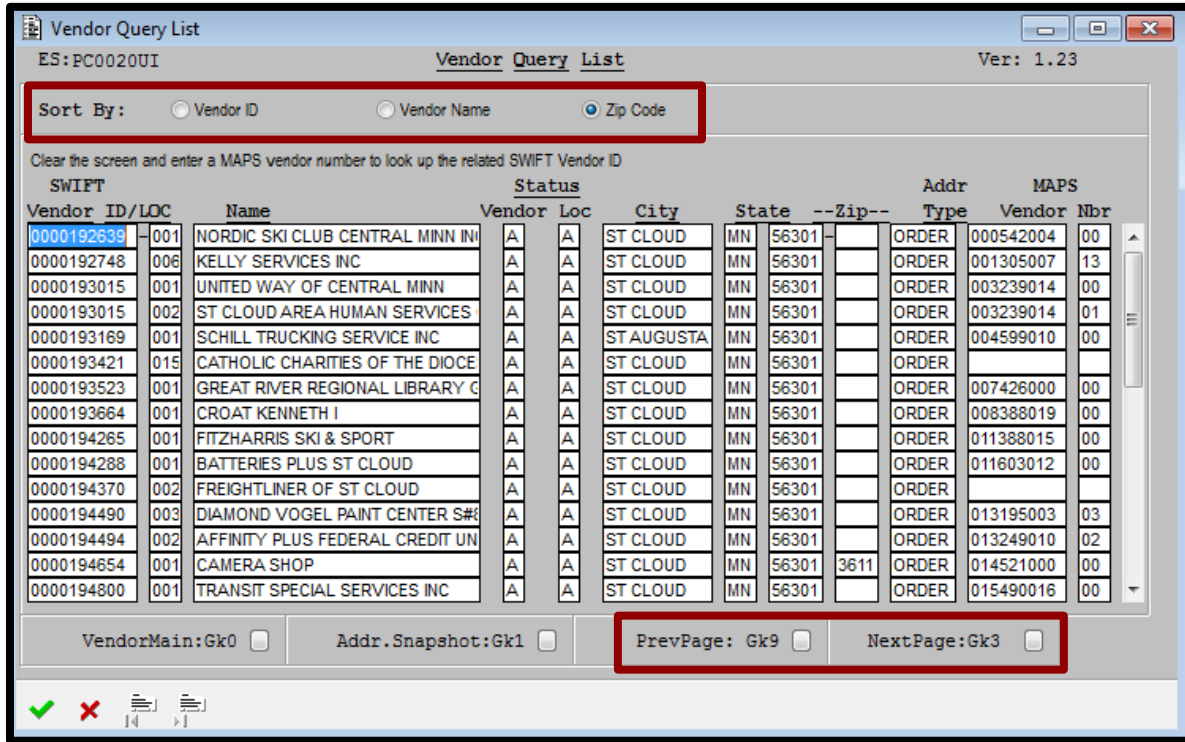 Vendor Query List
ES:PC0020UI Vendor Query List Ver: 1.23
Sort By: Vendor ID Vendor Name Zip Code
Clear the screen and enter a MAPS vendor number to look up the related SWIFT Vendor ID
SWIFT Status Addr MAPS
Vendor ID/LOC Name Vendor Loc City State --Zip-- Type Vendor Nbr
0000192639 - 001 NORDIC SKI CLUB CENTRAL MINN IN A A ST CLOUD MN 56301 - ORDER 000542004 00
0000192748 006 KELLY SERVICES INC A A ST CLOUD MN 56301 ORDER 001305007 13
0000193015 001 UNITED WAY OF CENTRAL MINN A A ST CLOUD MN 56301 ORDER 003239014 00
0000193015 002 ST CLOUD AREA HUMAN SERVICES A A ST CLOUD MN 56301 ORDER 003239014 01
0000193169 001 SCHILL TRUCKING SERVICE INC A A ST AUGUSTA MN 56301 ORDER 004599010 00
0000193421 015 CATHOLIC CHARITIES OF THE DIOCE A A ST CLOUD MN 56301 ORDER
0000193523 001 GREAT RIVER REGIONAL LIBRARY G A A ST CLOUD MN 56301 ORDER 007426000 00
0000193664 001 CROAT KENNETH I A A ST CLOUD MN 56301 ORDER 008388019 00
0000194265 001 FITZHARRIS SKI & SPORT A A ST CLOUD MN 56301 ORDER 011388015 00
0000194288 001 BATTERIES PLUS ST CLOUD A A ST CLOUD MN 56301 ORDER 011603012 00
0000194370 002 FREIGHTLINER OF ST CLOUD A A ST CLOUD MN 56301 ORDER
0000194490 003 DIAMOND VOGEL PAINT CENTER S#8 A A ST CLOUD MN 56301 ORDER 013195003 03
0000194494 002 AFFINITY PLUS FEDERAL CREDIT UN A A ST CLOUD MN 56301 ORDER 013249010 02
0000194654 001 CAMERA SHOP A A ST CLOUD MN 56301 3611 ORDER 014521000 00
0000194800 001 TRANSIT SPECIAL SERVICES INC A A ST CLOUD MN 56301 ORDER 015490016 00
VendorMain:Gk0 Addr.Snapshot:Gk1 PrevPage: Gk9 NextPage:Gk3